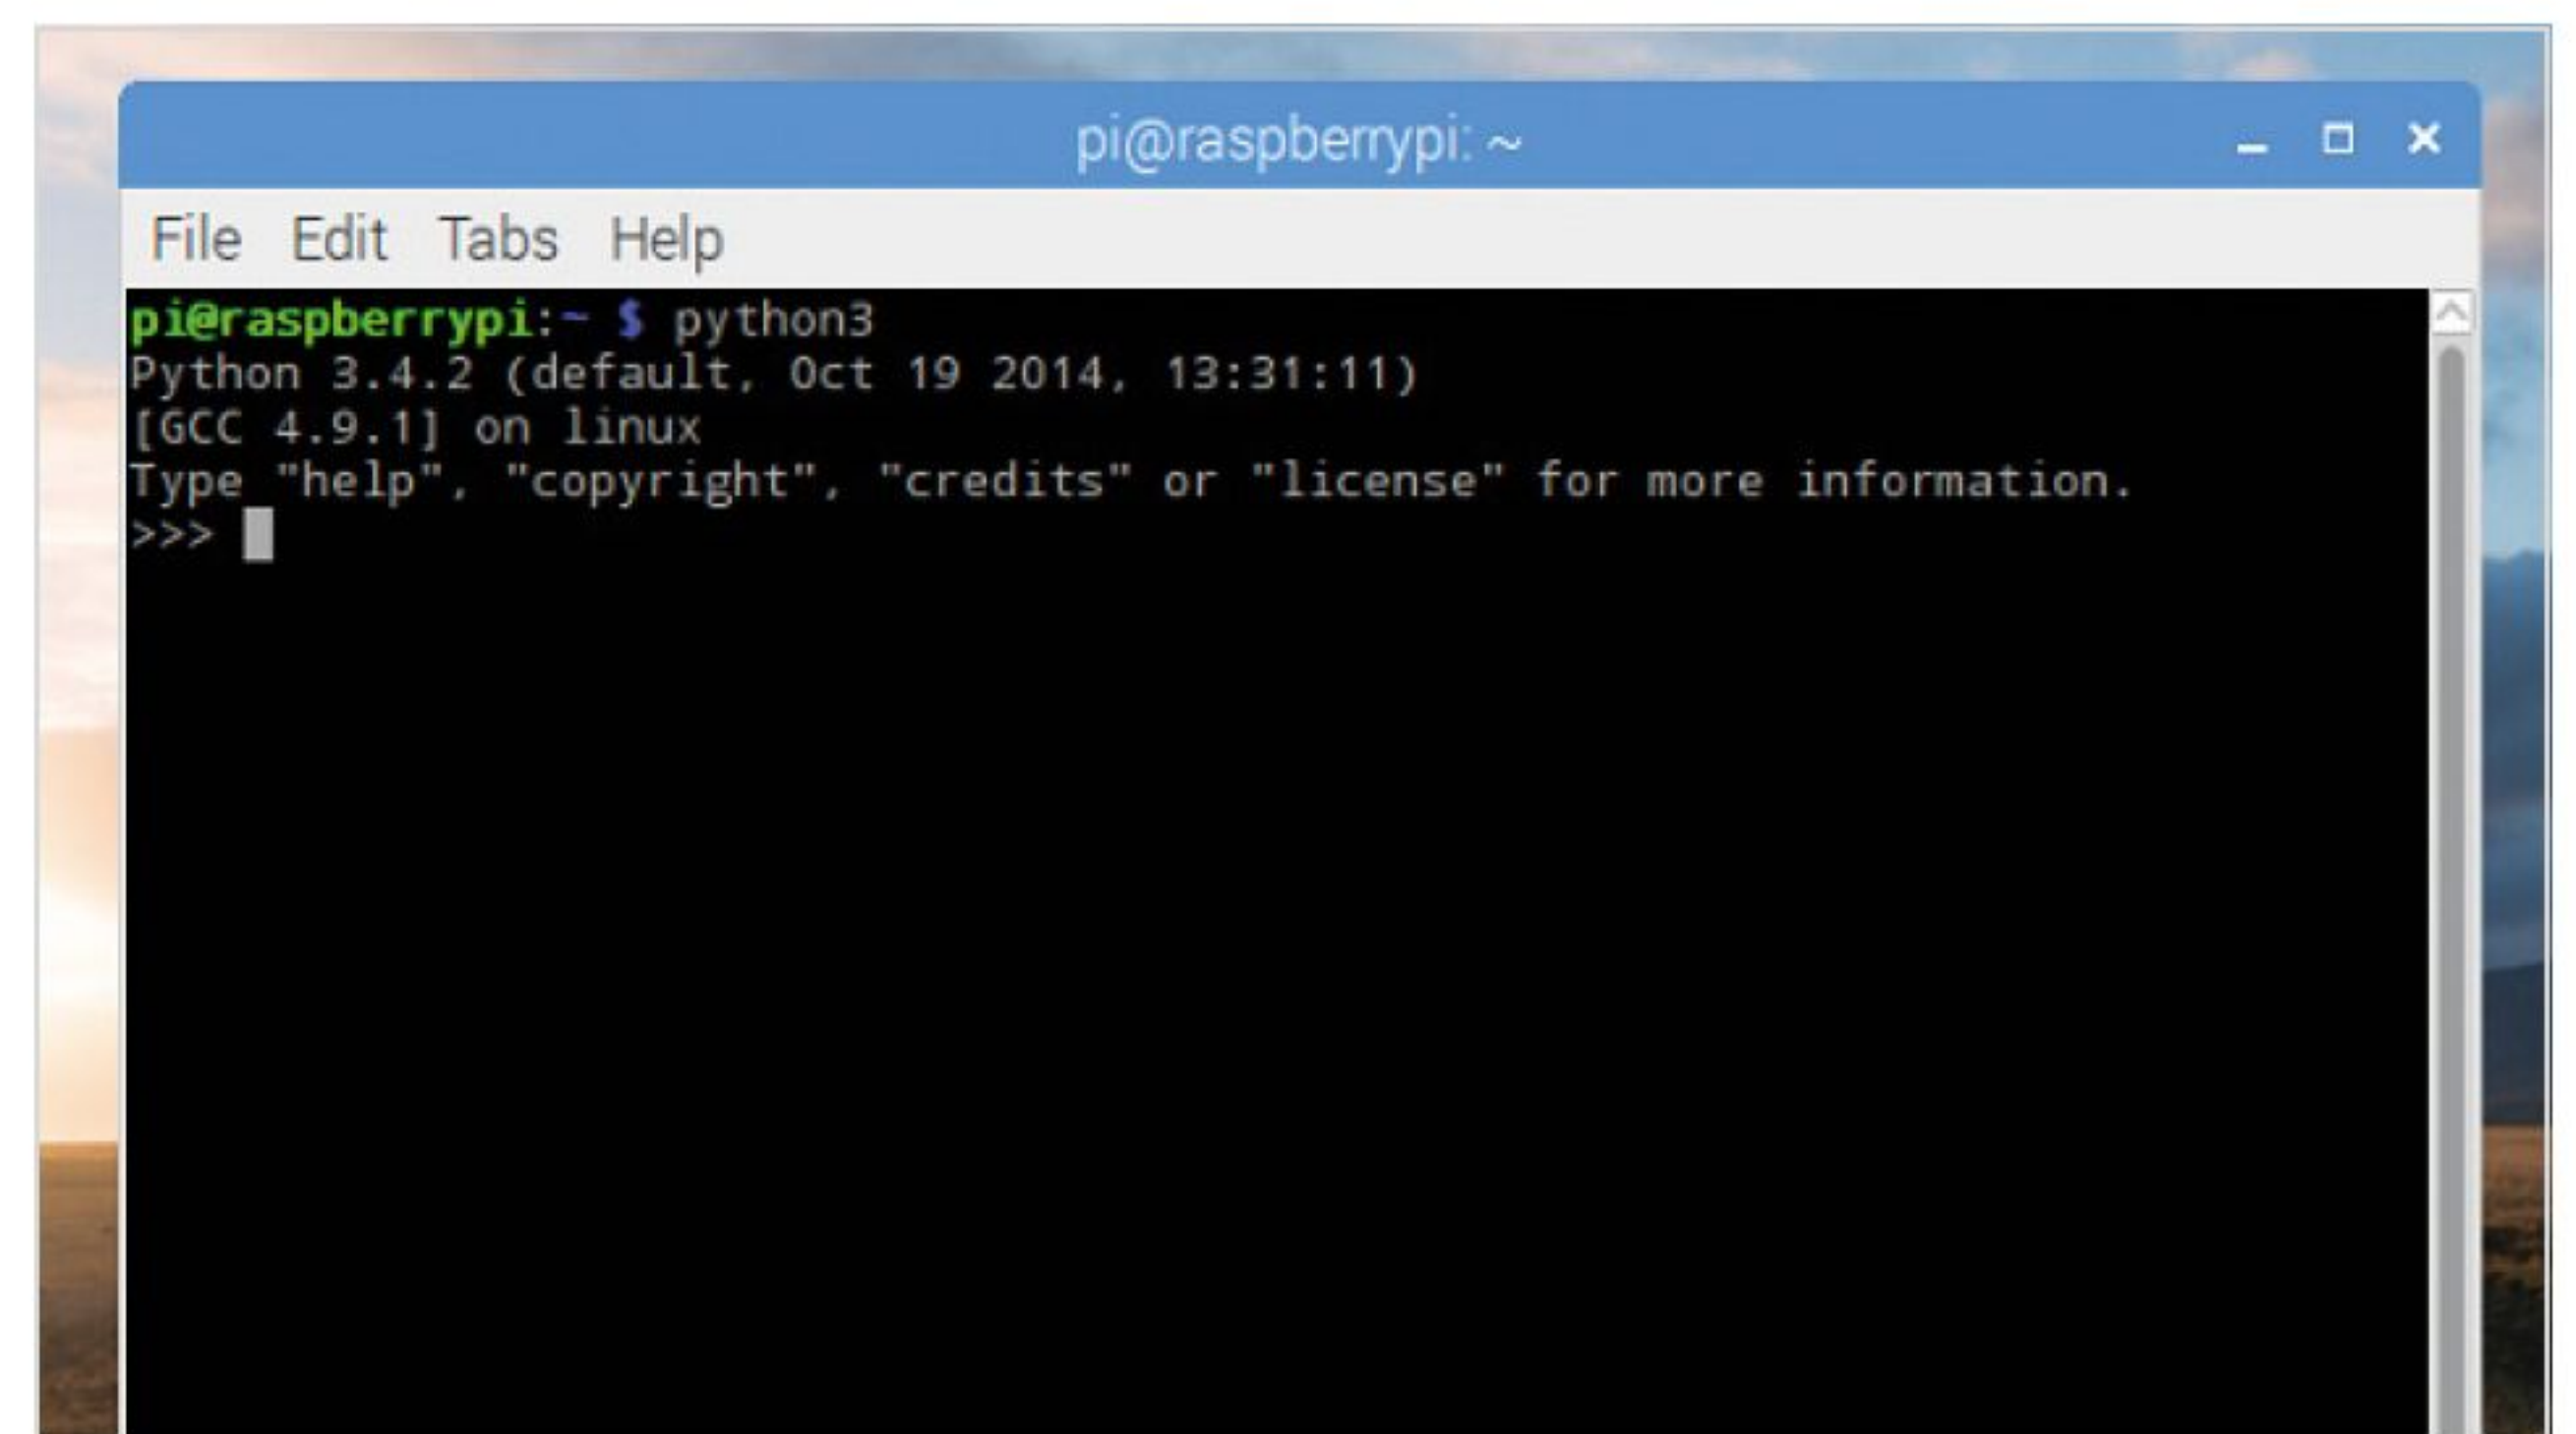 pi@raspberrypi: ~
File Edit Tabs Help
pi@raspberrypi:~ $ python3
Python 3.4.2 (default, Oct 19 2014, 13:31:11)
[GCC 4.9.1] on linux
Type "help", "copyright", "credits" or "license" for more information.
>>>